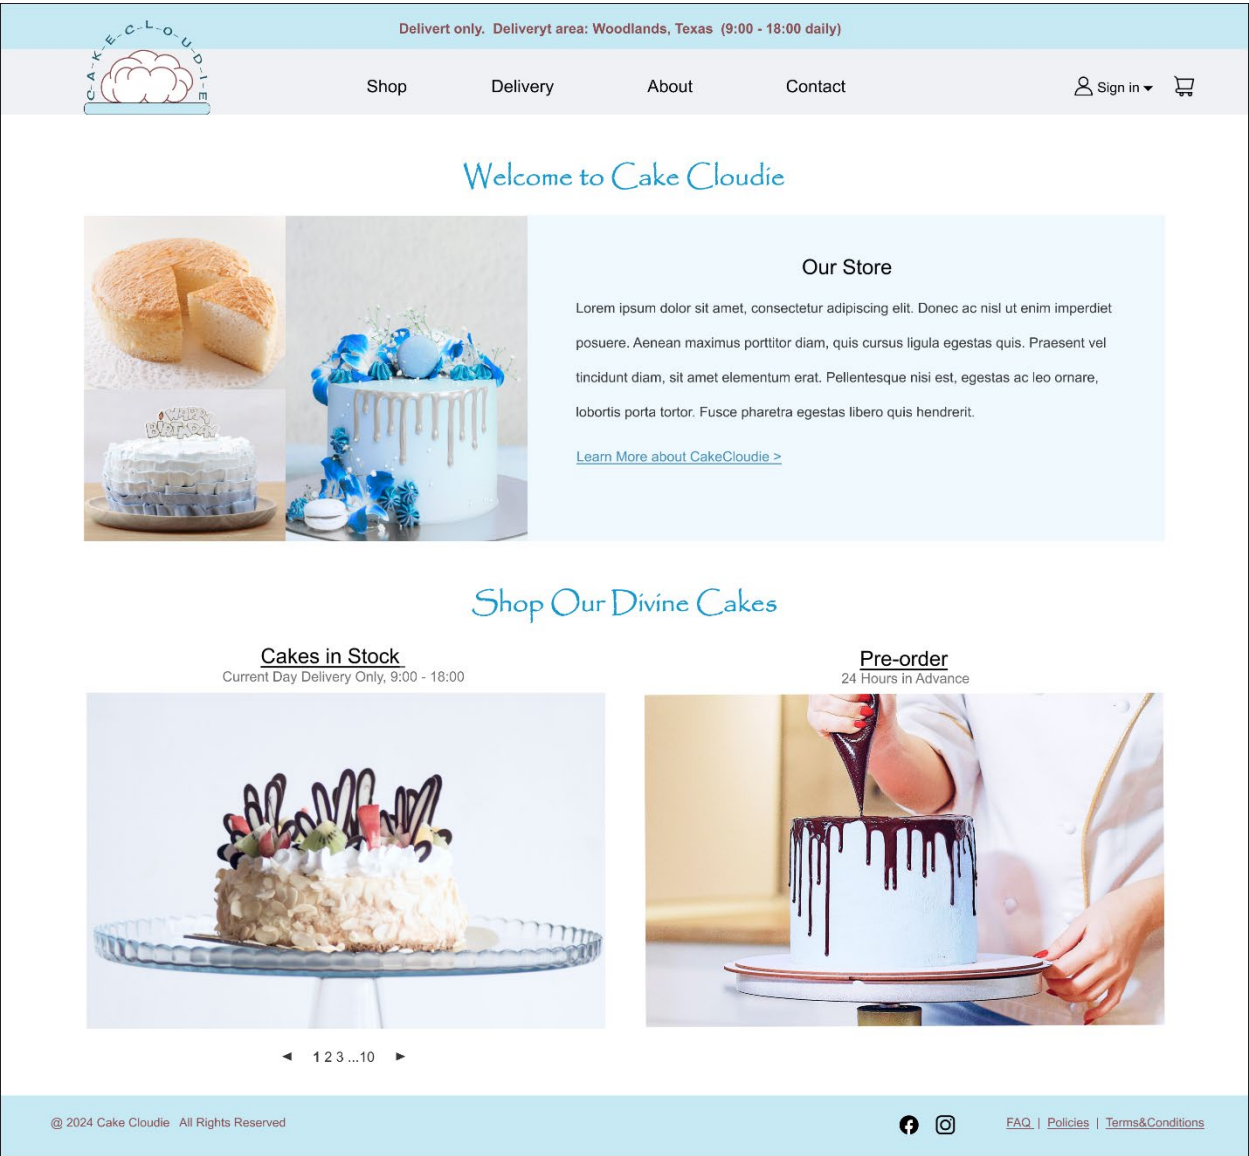 Delivert only.  Deliveryt area: Woodlands, Texas  (9:00 - 18:00 daily)
C-A-K-E-C-L-O-U-D-I-E
Shop
Delivery
About
Contact
Sign in
Welcome to Cake Cloudie
HAPPY
BIRTHDAY
Our Store
Lorem ipsum dolor sit amet, consectetur adipiscing elit. Donec ac nisl ut enim imperdiet
posuere. Aenean maximus porttitor diam, quis cursus ligula egestas quis. Praesent vel
tincidunt diam, sit amet elementum erat. Pellentesque nisi est, egestas ac leo ornare,
lobortis porta tortor. Fusce pharetra egestas libero quis hendrerit.
Learn More about CakeCloudie >
Shop Our Divine Cakes
Cakes in Stock
Current Day Delivery Only, 9:00 - 18:00
Pre-order
24 Hours in Advance
◄ 1 2 3 ...10 ►
@ 2024 Cake Cloudie   All Rights Reserved
FAQ | Policies | Terms&Conditions